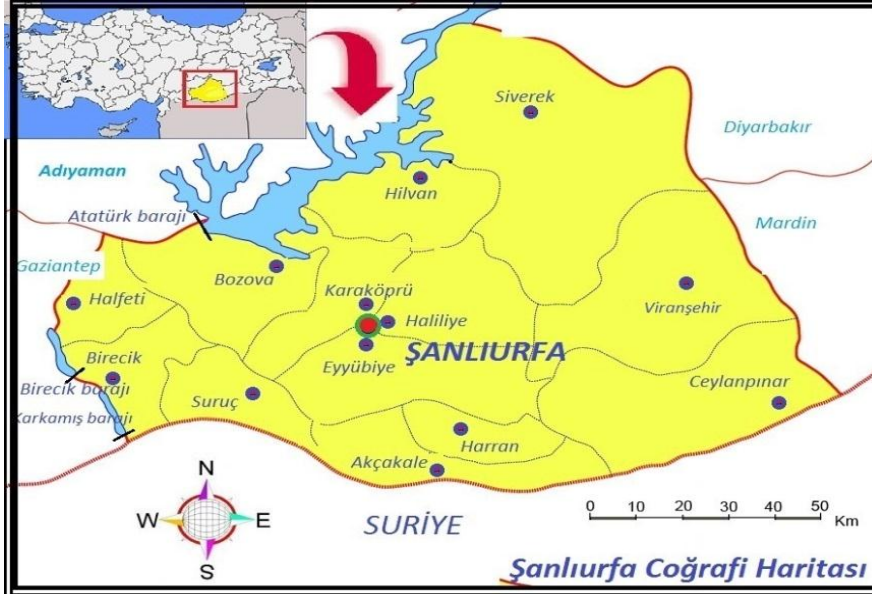 Siverek
Diyarbakır
Adıyaman
Hilvan
Atatürk barajı
Mardin
Gaziantep
Bozova
Halfeti
Karaköprü
Viranşehir
Haliliye
ŞANLIURFA
Birecik
Eyyübiye
Ceylanpınar
Birecik barajı
Suruç
Karkamış barajı
Harran
Akçakale
N
W E
S
SURİYE
0 10 20 30 40 50
Km
Şanlıurfa Coğrafi Haritası